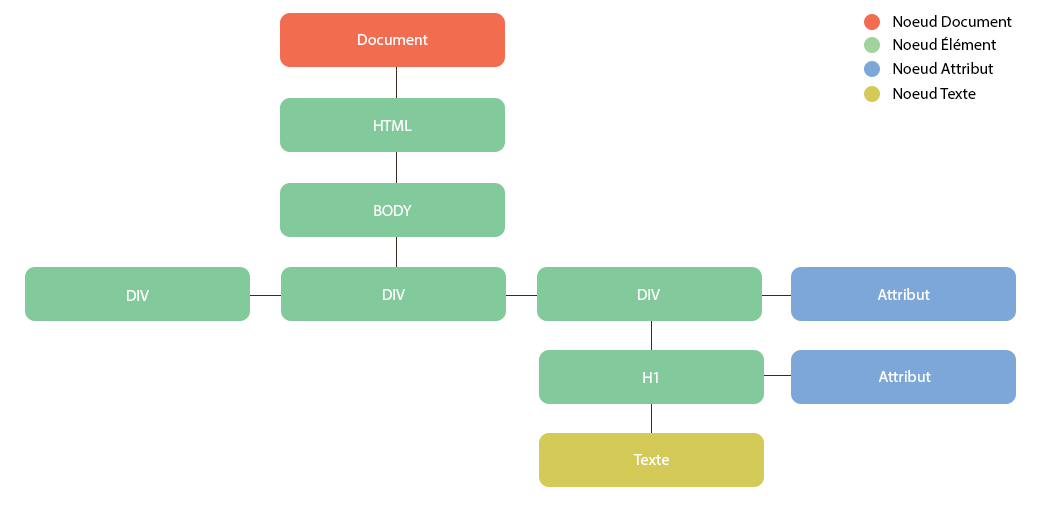 Document
Noeud Document
Noeud Élément
Noeud Attribut
Noeud Texte
HTML
BODY
DIV
DIV
DIV
Attribut
H1
Attribut
Texte